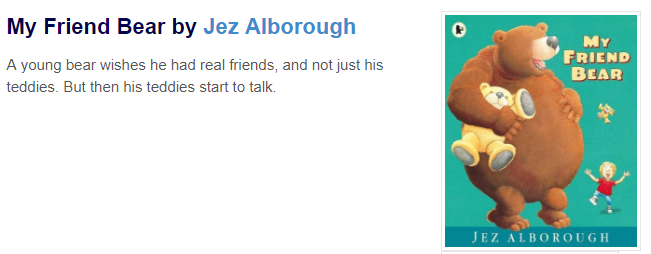 My Friend Bear by Jez Alborough
A young bear wishes he had real friends, and not just his
teddies. But then his teddies start to talk.
MY
FRIEND
BEAR
JEZ ALBOROUGH